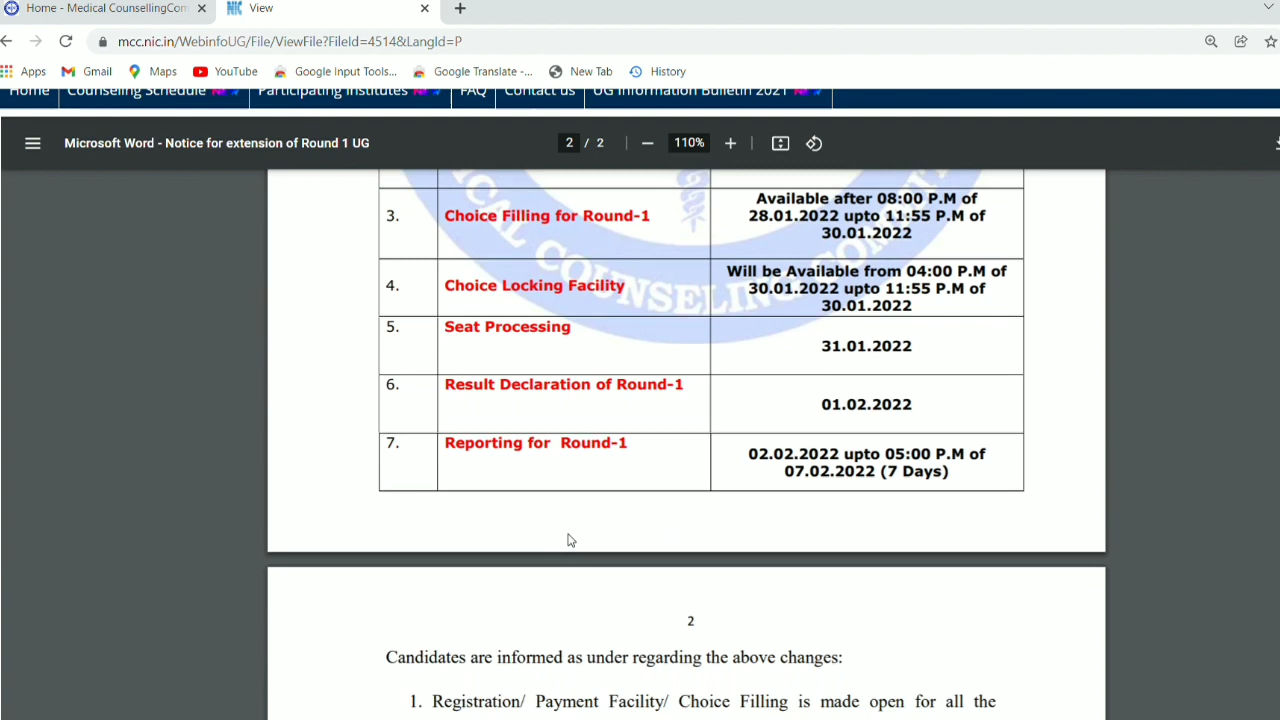 Home - Medical CounsellingCom
View
mcc.nic.in/WebinfoUG/File/ViewFile?FileId=4514&LangId=P
Apps
Gmail
Maps
YouTube
Google Input Tools...
Google Translate -...
New Tab
History
Home
Counseling Schedule
Participating Institutes
FAQ
Contact us
UG Information Bulletin 2021
Microsoft Word - Notice for extension of Round 1 UG
2 / 2
110%
3.
Choice Filling for Round-1
Available after 08:00 P.M of
28.01.2022 upto 11:55 P.M of
30.01.2022
4.
Choice Locking Facility
Will be Available from 04:00 P.M of
30.01.2022 upto 11:55 P.M of
30.01.2022
5.
Seat Processing
31.01.2022
6.
Result Declaration of Round-1
01.02.2022
7.
Reporting for Round-1
02.02.2022 upto 05:00 P.M of
07.02.2022 (7 Days)
2
Candidates are informed as under regarding the above changes:
1. Registration/ Payment Facility/ Choice Filling is made open for all the